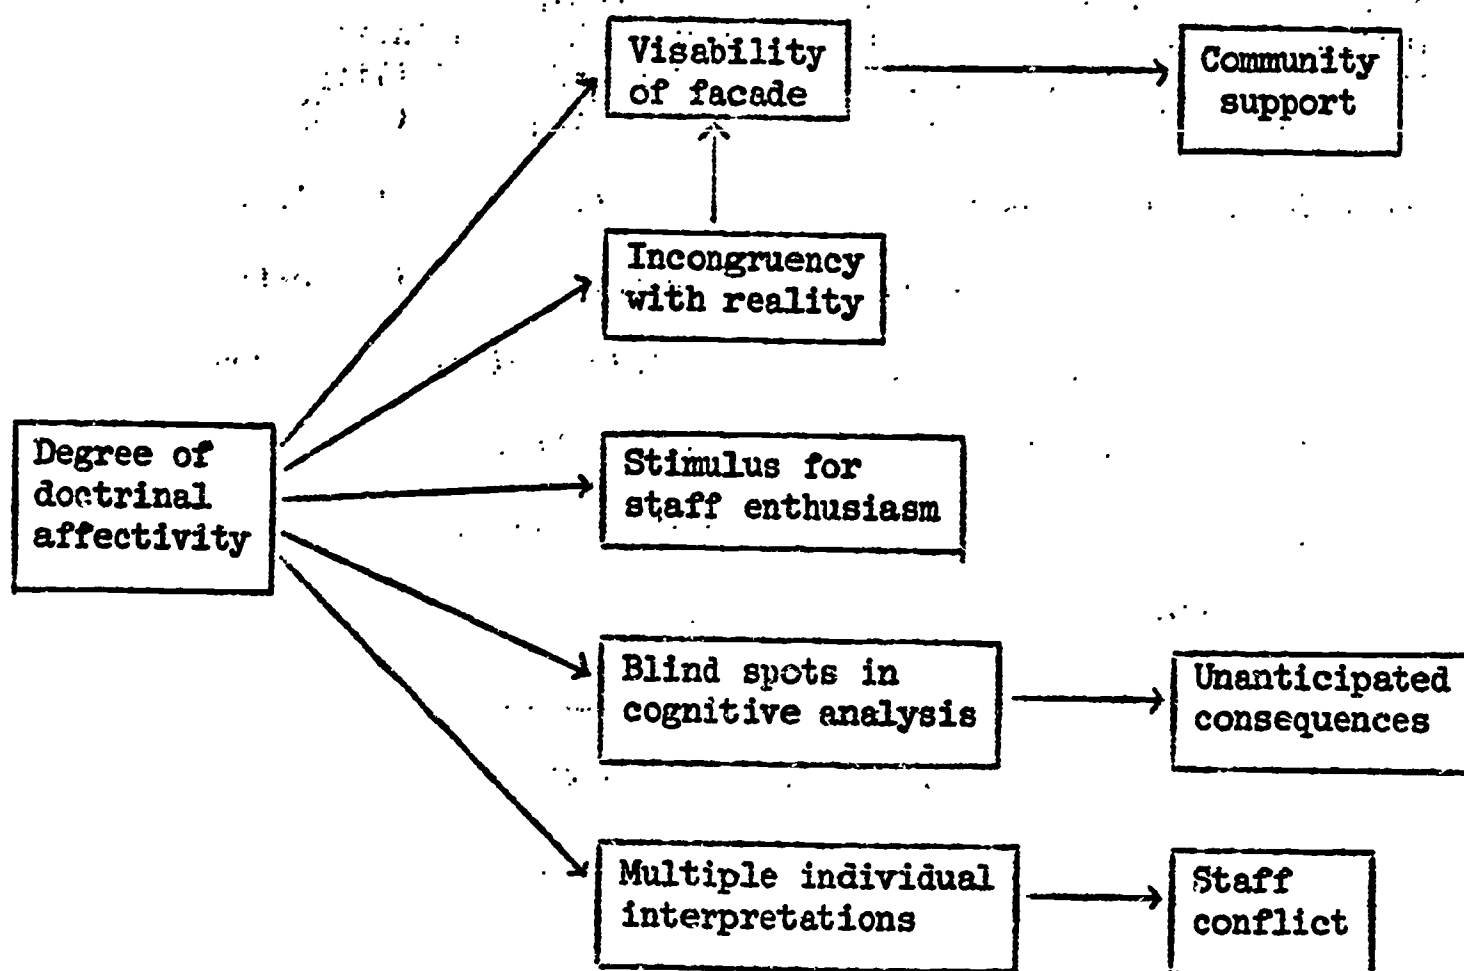 Visability
of facade
Community
support
Incongruency
with reality
Degree of
doctrinal
affectivity
Stimulus for
staff enthusiasm
Blind spots in
cognitive analysis
Unanticipated
consequences
Multiple individual
interpretations
Staff
conflict